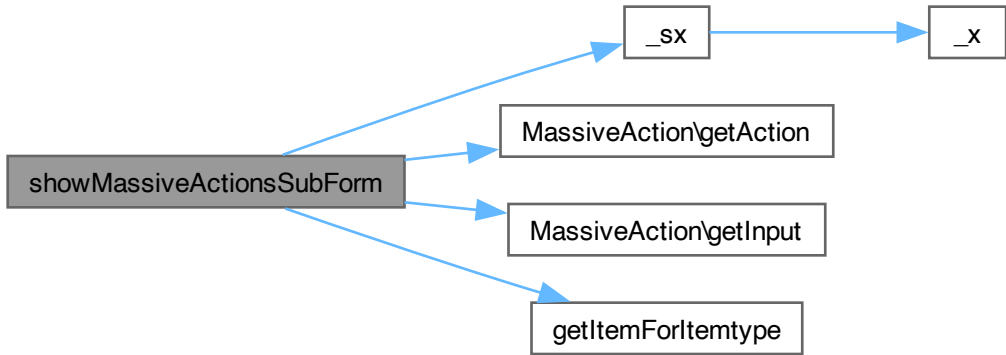 showMassiveActionsSubForm
_sx
_x
MassiveAction\getAction
MassiveAction\getInput
getItemForItemtype